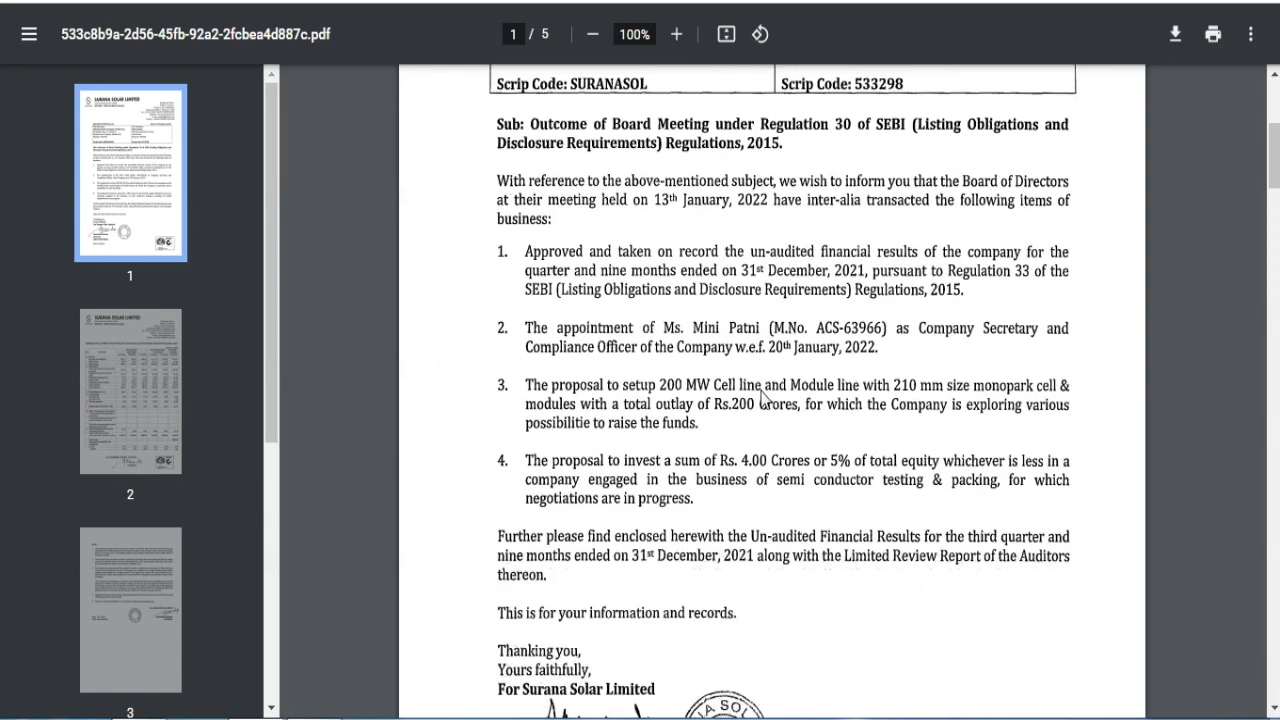 533c8b9a-2d56-45fb-92a2-2fcbea4d887c.pdf
1 / 5
100%
SURANA SOLAR LIMITED
1
SURANA SOLAR LIMITED
2
3
Scrip Code: SURANASOL
Scrip Code: 533298
Sub: Outcome of Board Meeting under Regulation 30 of SEBI (Listing Obligations and
Disclosure Requirements) Regulations, 2015.
With reference to the above-mentioned subject, we wish to inform you that the Board of Directors
at their meeting held on 13th January, 2022 have inter-alia transacted the following items of
business:
1. Approved and taken on record the un-audited financial results of the company for the
quarter and nine months ended on 31st December, 2021, pursuant to Regulation 33 of the
SEBI (Listing Obligations and Disclosure Requirements) Regulations, 2015.
2. The appointment of Ms. Mini Patni (M.No. ACS-63966) as Company Secretary and
Compliance Officer of the Company w.e.f. 20th January, 2022.
3. The proposal to setup 200 MW Cell line and Module line with 210 mm size monopark cell &
ndules with a total outlay of Rs.200 Crores, for which the Company is exploring various
possibilitie to raise the funds.
4. The proposal to invest a sum of Rs. 4.00 Crores or 5% of total equity whichever is less in a
company engaged in the business of semi conductor testing & packing, for which
negotiations are in progress.
Further please find enclosed herewith the Un-audited Financial Results for the third quarter and
nine months ended on 31st December, 2021 along with the Limited Review Report of the Auditors
thereon.
This is for your information and records.
Thanking you,
Yours faithfully,
For Surana Solar Limited